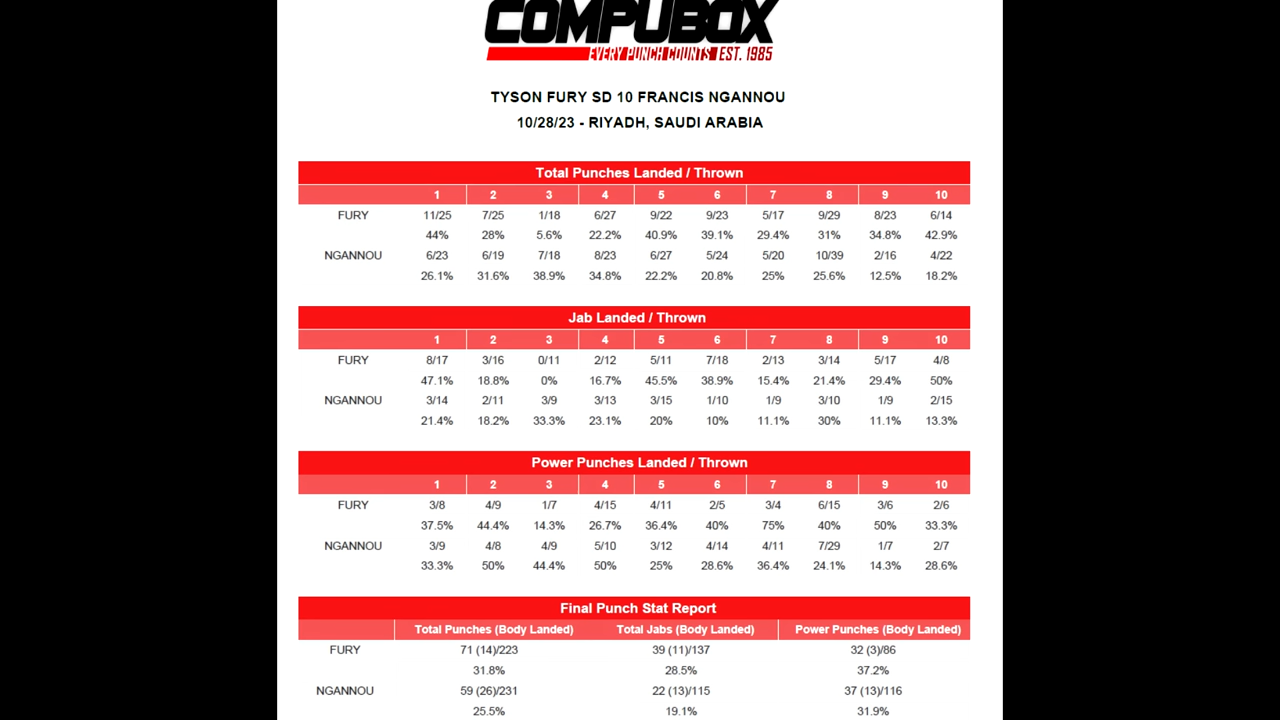 COMPUBOX
EVERY PUNCH COUNTS EST. 1985
TYSON FURY SD 10 FRANCIS NGANNOU
10/28/23 - RIYADH, SAUDI ARABIA
Total Punches Landed / Thrown
1 2 3 4 5 6 7 8 9 10
FURY 11/25 7/25 1/18 6/27 9/22 9/23 5/17 9/29 8/23 6/14
44% 28% 5.6% 22.2% 40.9% 39.1% 29.4% 31% 34.8% 42.9%
NGANNOU 6/23 6/19 7/18 8/23 6/27 5/24 5/20 10/39 2/16 4/22
26.1% 31.6% 38.9% 34.8% 22.2% 20.8% 25% 25.6% 12.5% 18.2%
Jab Landed / Thrown
1 2 3 4 5 6 7 8 9 10
FURY 8/17 3/16 0/11 2/12 5/11 7/18 2/13 3/14 5/17 4/8
47.1% 18.8% 0% 16.7% 45.5% 38.9% 15.4% 21.4% 29.4% 50%
NGANNOU 3/14 2/11 3/9 3/13 3/15 1/10 1/9 3/10 1/9 2/15
21.4% 18.2% 33.3% 23.1% 20% 10% 11.1% 30% 11.1% 13.3%
Power Punches Landed / Thrown
1 2 3 4 5 6 7 8 9 10
FURY 3/8 4/9 1/7 4/15 4/11 2/5 3/4 6/15 3/6 2/6
37.5% 44.4% 14.3% 26.7% 36.4% 40% 75% 40% 50% 33.3%
NGANNOU 3/9 4/8 4/9 5/10 3/12 4/14 4/11 7/29 1/7 2/7
33.3% 50% 44.4% 50% 25% 28.6% 36.4% 24.1% 14.3% 28.6%
Final Punch Stat Report
Total Punches (Body Landed) Total Jabs (Body Landed) Power Punches (Body Landed)
FURY 71 (14)/223 39 (11)/137 32 (3)/86
31.8% 28.5% 37.2%
NGANNOU 59 (26)/231 22 (13)/115 37 (13)/116
25.5% 19.1% 31.9%